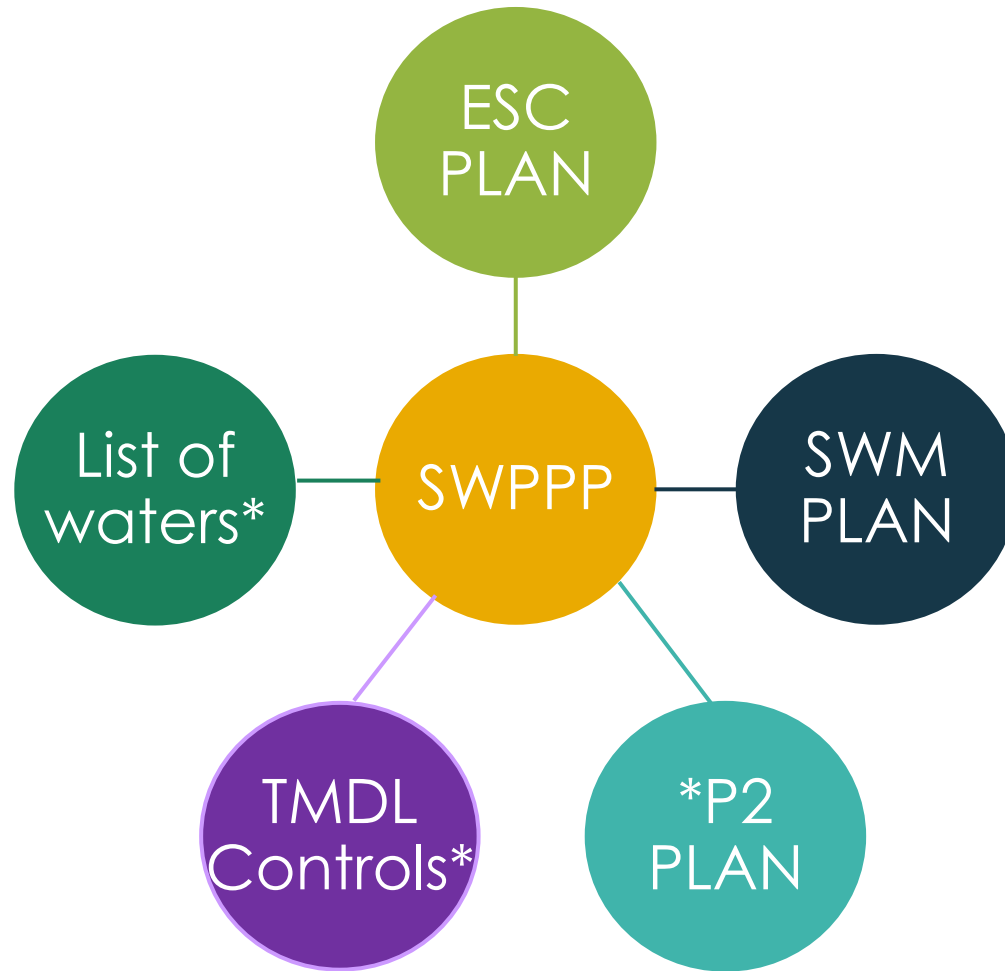 ESC
PLAN
List of
waters*
SWPPP
SWM
PLAN
TMDL
Controls*
*P2
PLAN